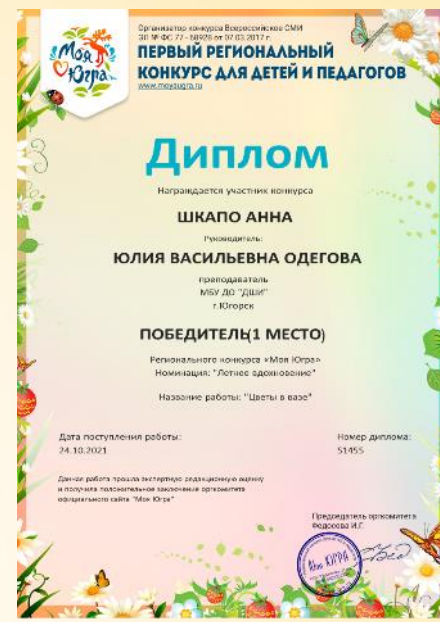 Моя
Югра
Организатор конкурса Всероссийское СМИ
ЭЛ № ФС 77 - 68928 от 07.03.2017 г.
ПЕРВЫЙ РЕГИОНАЛЬНЫЙ
КОНКУРС ДЛЯ ДЕТЕЙ И ПЕДАГОГОВ
www.moyaugra.ru
Диплом
Награждается участник конкурса
ШКАПО АННА
Руководитель:
ЮЛИЯ ВАСИЛЬЕВНА ОДЕГОВА
преподаватель
МБУ ДО "ДШИ"
г.Югорск
ПОБЕДИТЕЛЬ(1 МЕСТО)
Регионального конкурса «Моя Югра»
Номинация: "Летнее вдохновение"
Название работы: "Цветы в вазе"
Дата поступления работы:
24.10.2021
Номер диплома:
51455
Данная работа прошла экспертную редакционную оценку
и получила положительное заключение оргкомитета
официального сайта "Моя Югра"
Председатель оргкомитета
Федосова И.Г.